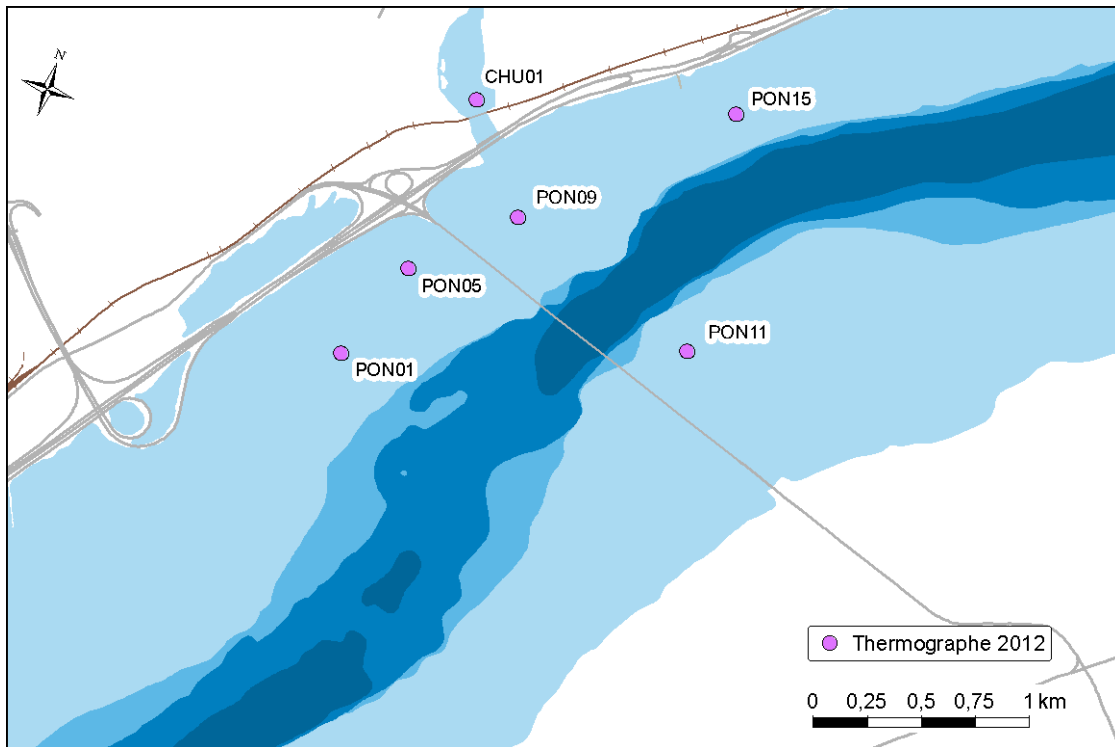 N
CHU01
PON15
PON09
PON05
PON11
PON01
Thermographe 2012
0 0,25 0,5 0,75 1 km